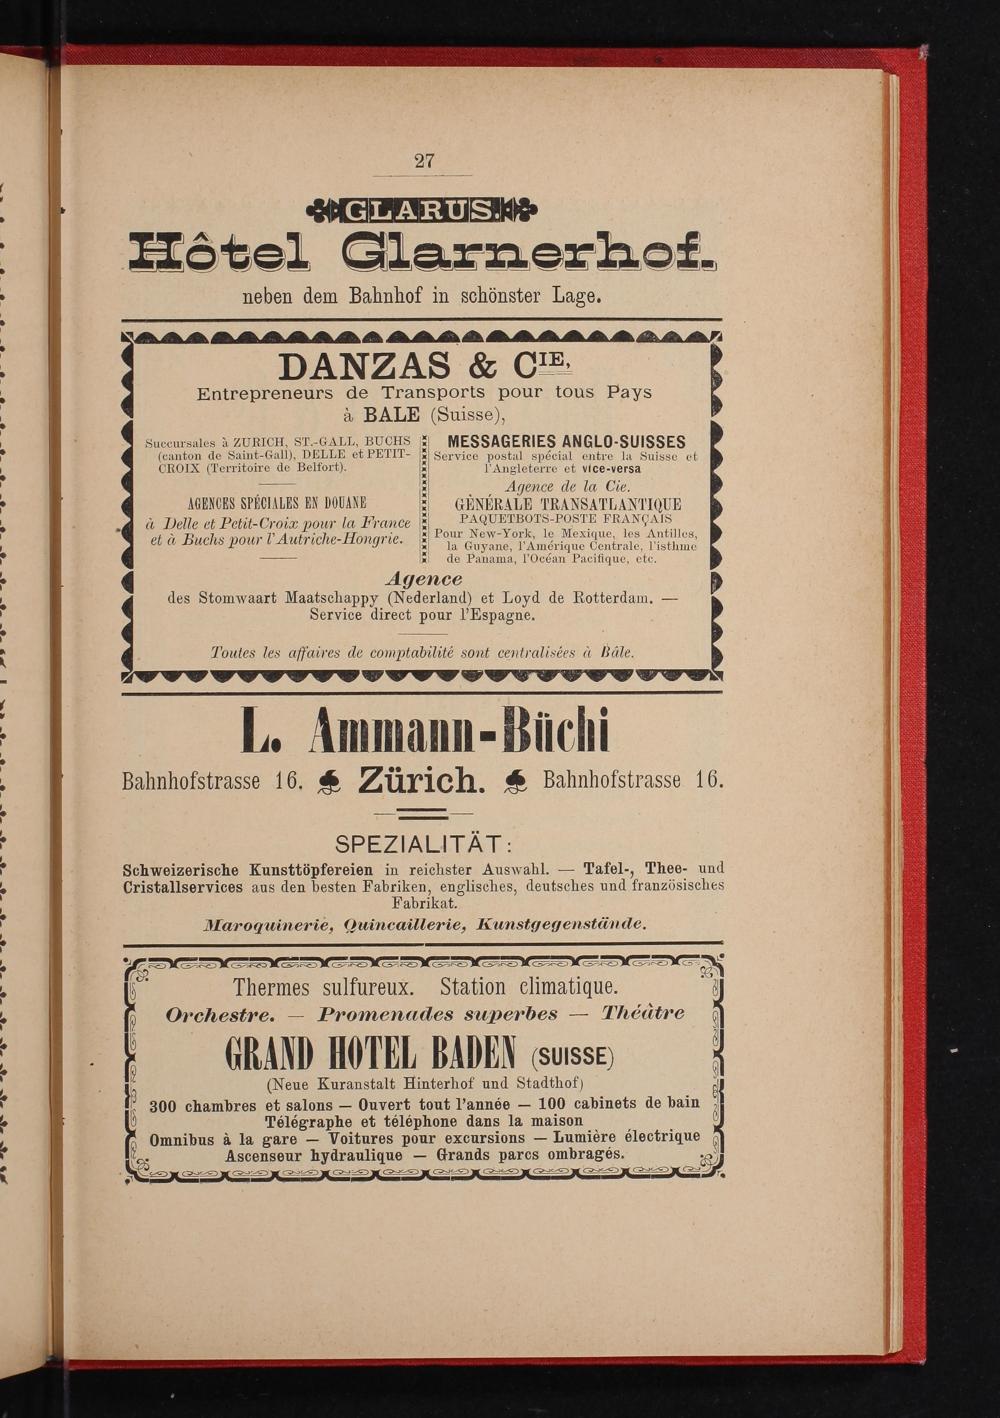 27
GLARUS.
Hôtel Glarnerhof.
neben dem Bahnhof in schönster Lage.
DANZAS & CIE,
Entrepreneurs de Transports pour tous Pays
à BALE (Suisse),
Succursales à ZURICH, ST.-GALL, BUCHS
(canton de Saint-Gall), DELLE et PETIT-
CROIX (Territoire de Belfort).
AGENCES SPÉCIALES EN DOUANE
à Delle et Petit-Croix pour la France
et à Buchs pour l'Autriche-Hongrie.
MESSAGERIES ANGLO-SUISSES
Service postal spécial entre la Suisse et
l'Angleterre et vice-versa
Agence de la Cie.
GÉNÉRALE TRANSATLANTIQUE
PAQUETBOTS-POSTE FRANÇAIS
Pour New-York, le Mexique, les Antilles,
la Guyane, l'Amérique Centrale, l'isthme
de Panama, l'Océan Pacifique, etc.
Agence
des Stomwaart Maatschappy (Nederland) et Loyd de Rotterdam. —
Service direct pour l'Espagne.
Toutes les affaires de comptabilité sont centralisées à Bâle.
L. Ammann-Büchi
Bahnhofstrasse 16. Zürich. Bahnhofstrasse 16.
SPEZIALITÄT:
Schweizerische Kunsttöpfereien in reichster Auswahl. — Tafel-, Thee- und
Cristallservices aus den besten Fabriken, englisches, deutsches und französisches
Fabrikat.
Maroquinerie, Quincaillerie, Kunstgegenstände.
Thermes sulfureux. Station climatique.
Orchestre. — Promenades superbes — Théâtre
GRAND HOTEL BADEN (SUISSE)
(Neue Kuranstalt Hinterhof und Stadthof)
300 chambres et salons — Ouvert tout l'année — 100 cabinets de bain
Télégraphe et téléphone dans la maison
Omnibus à la gare — Voitures pour excursions — Lumière électrique
Ascenseur hydraulique — Grands parcs ombragés.